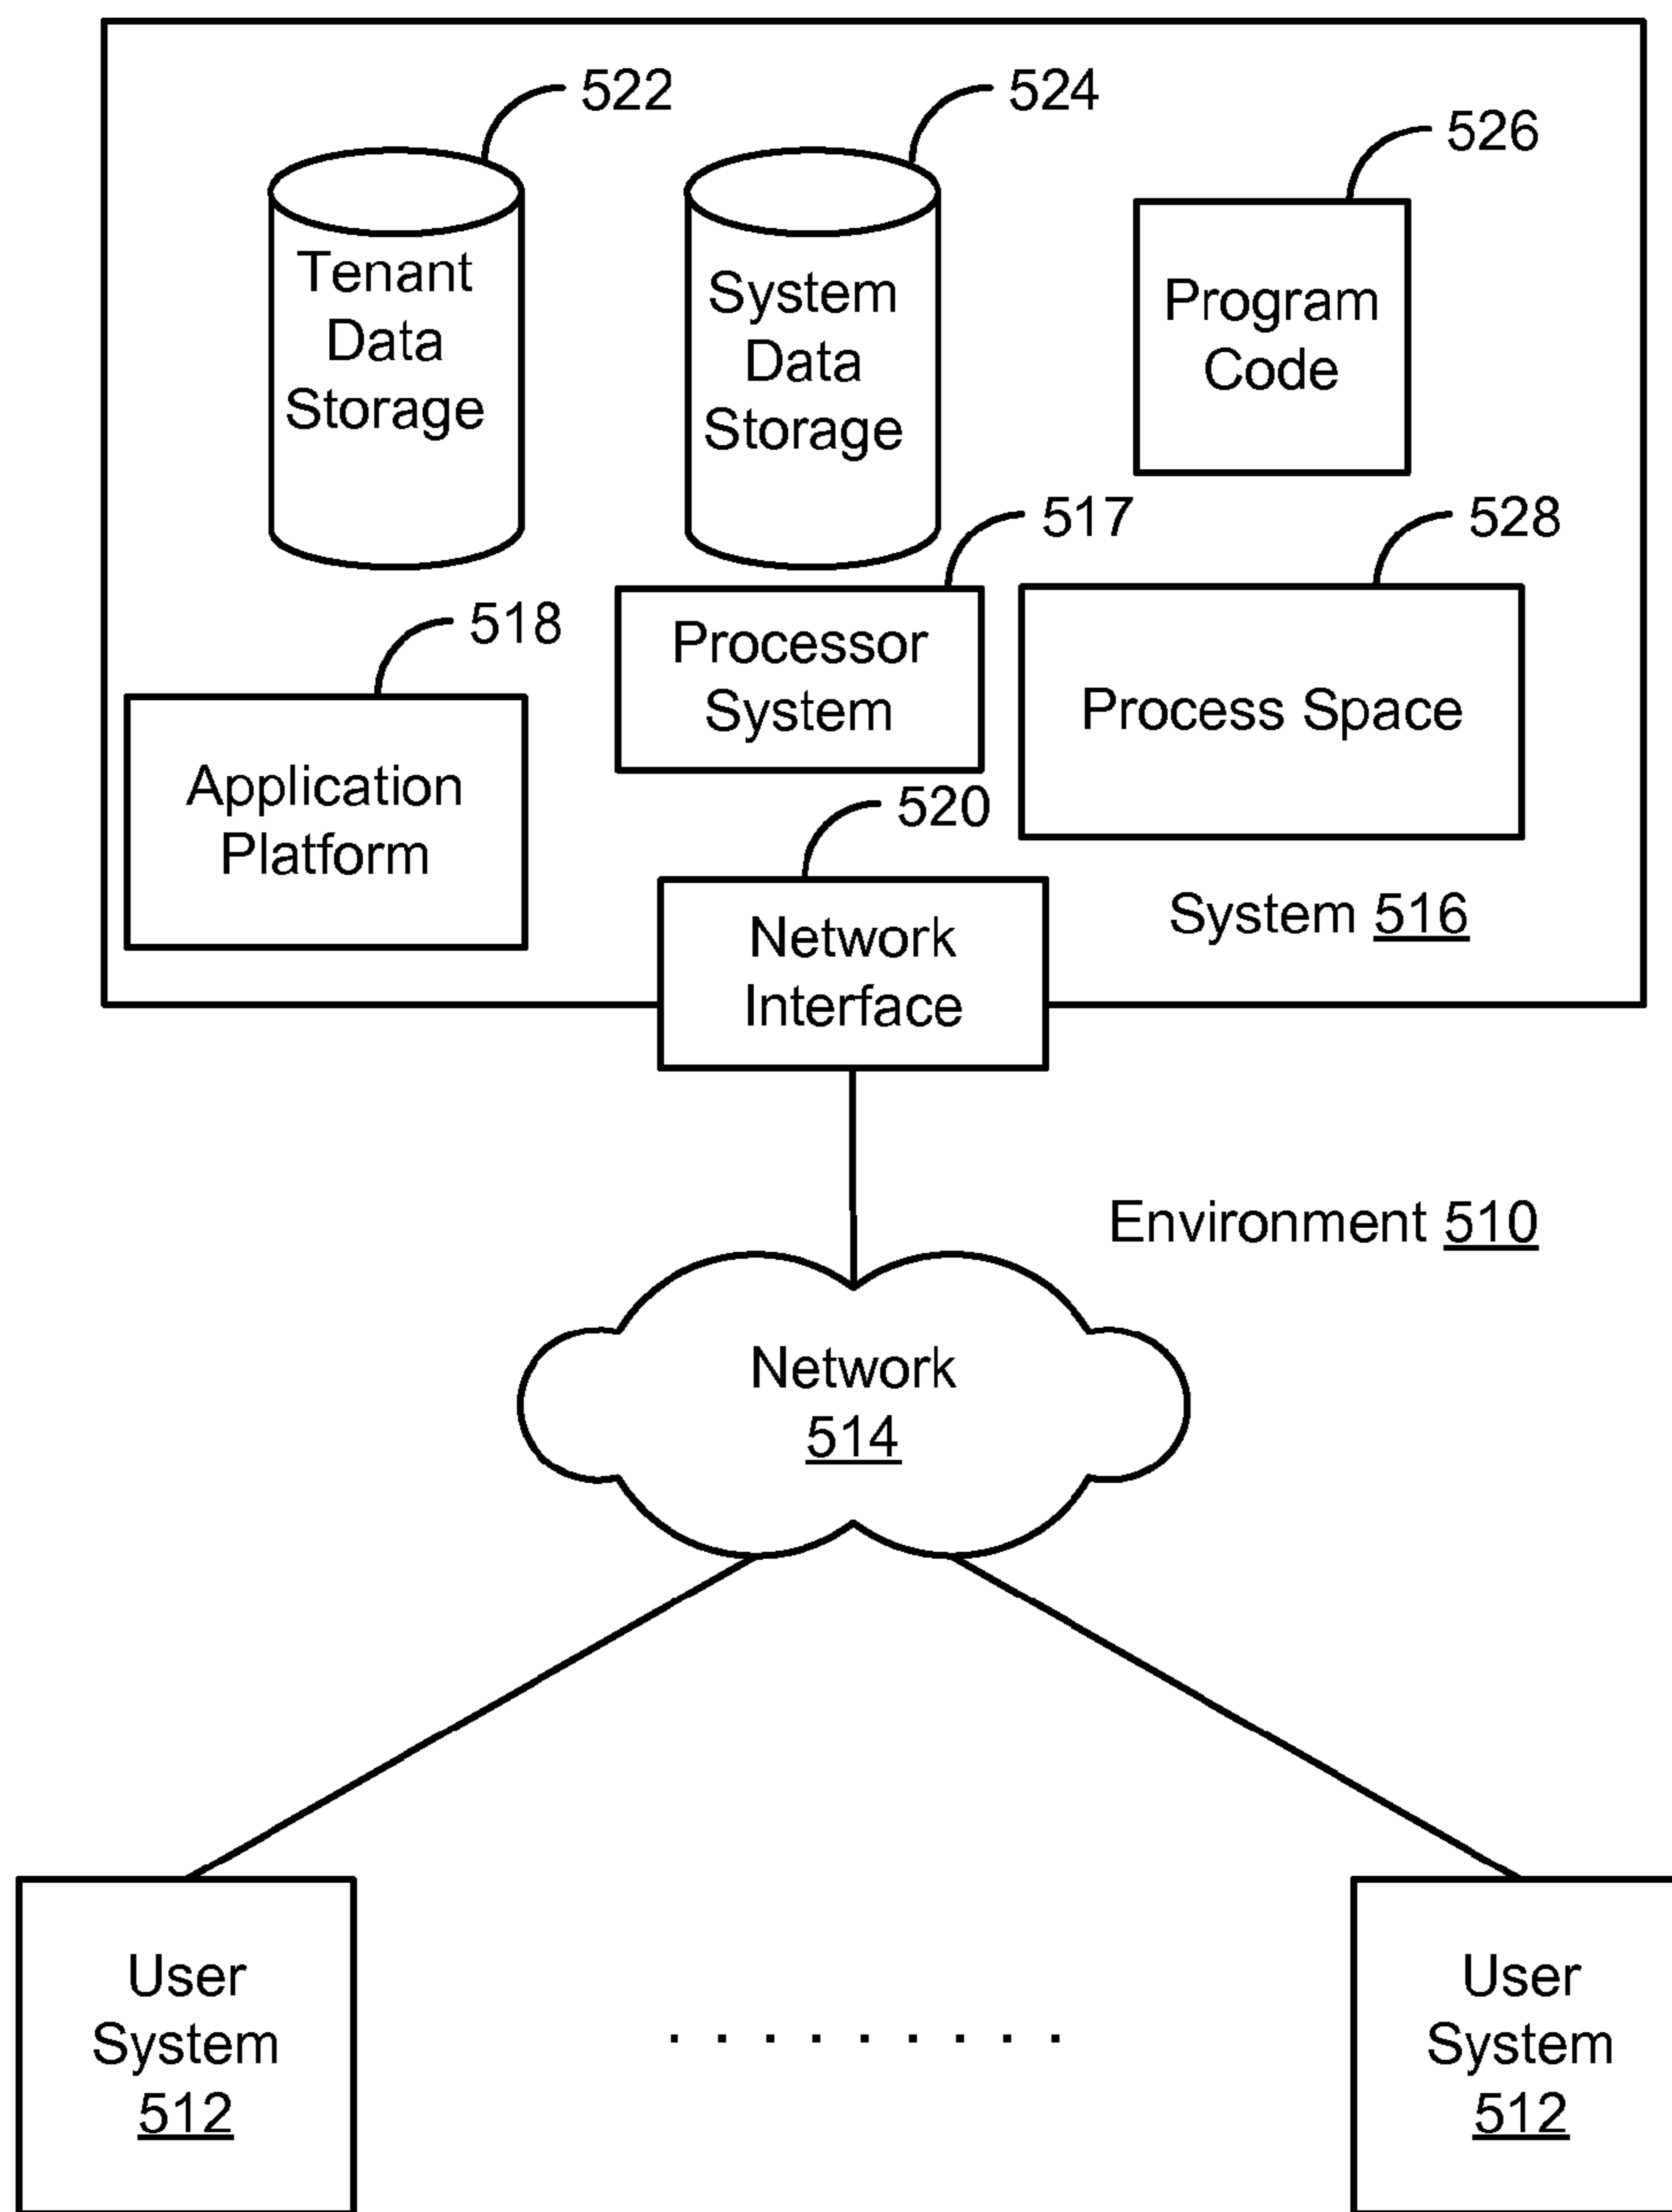 522
524
526
Tenant
Data
Storage
System
Data
Storage
Program
Code
517
528
518
Processor
System
Process Space
Application
Platform
520
Network
Interface
System 516
Environment 510
Network
514
User
System
512
. . . . . . . . .
User
System
512